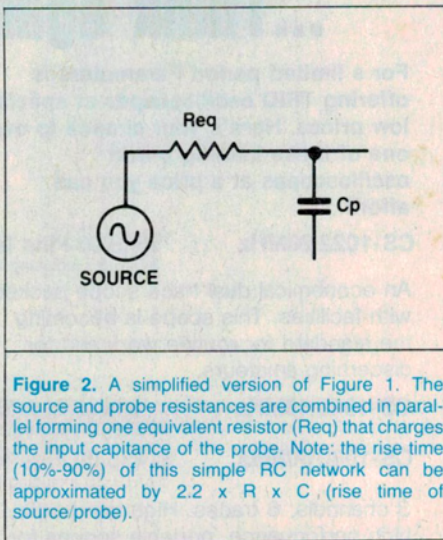 Req
Cp
SOURCE
Figure 2. A simplified version of Figure 1. The
source and probe resistances are combined in paral-
lel forming one equivalent resistor (Req) that charges
the input capitance of the probe. Note: the rise time
(10%-90%) of this simple RC network can be
approximated by 2.2 x R x C (rise time of
source/probe).